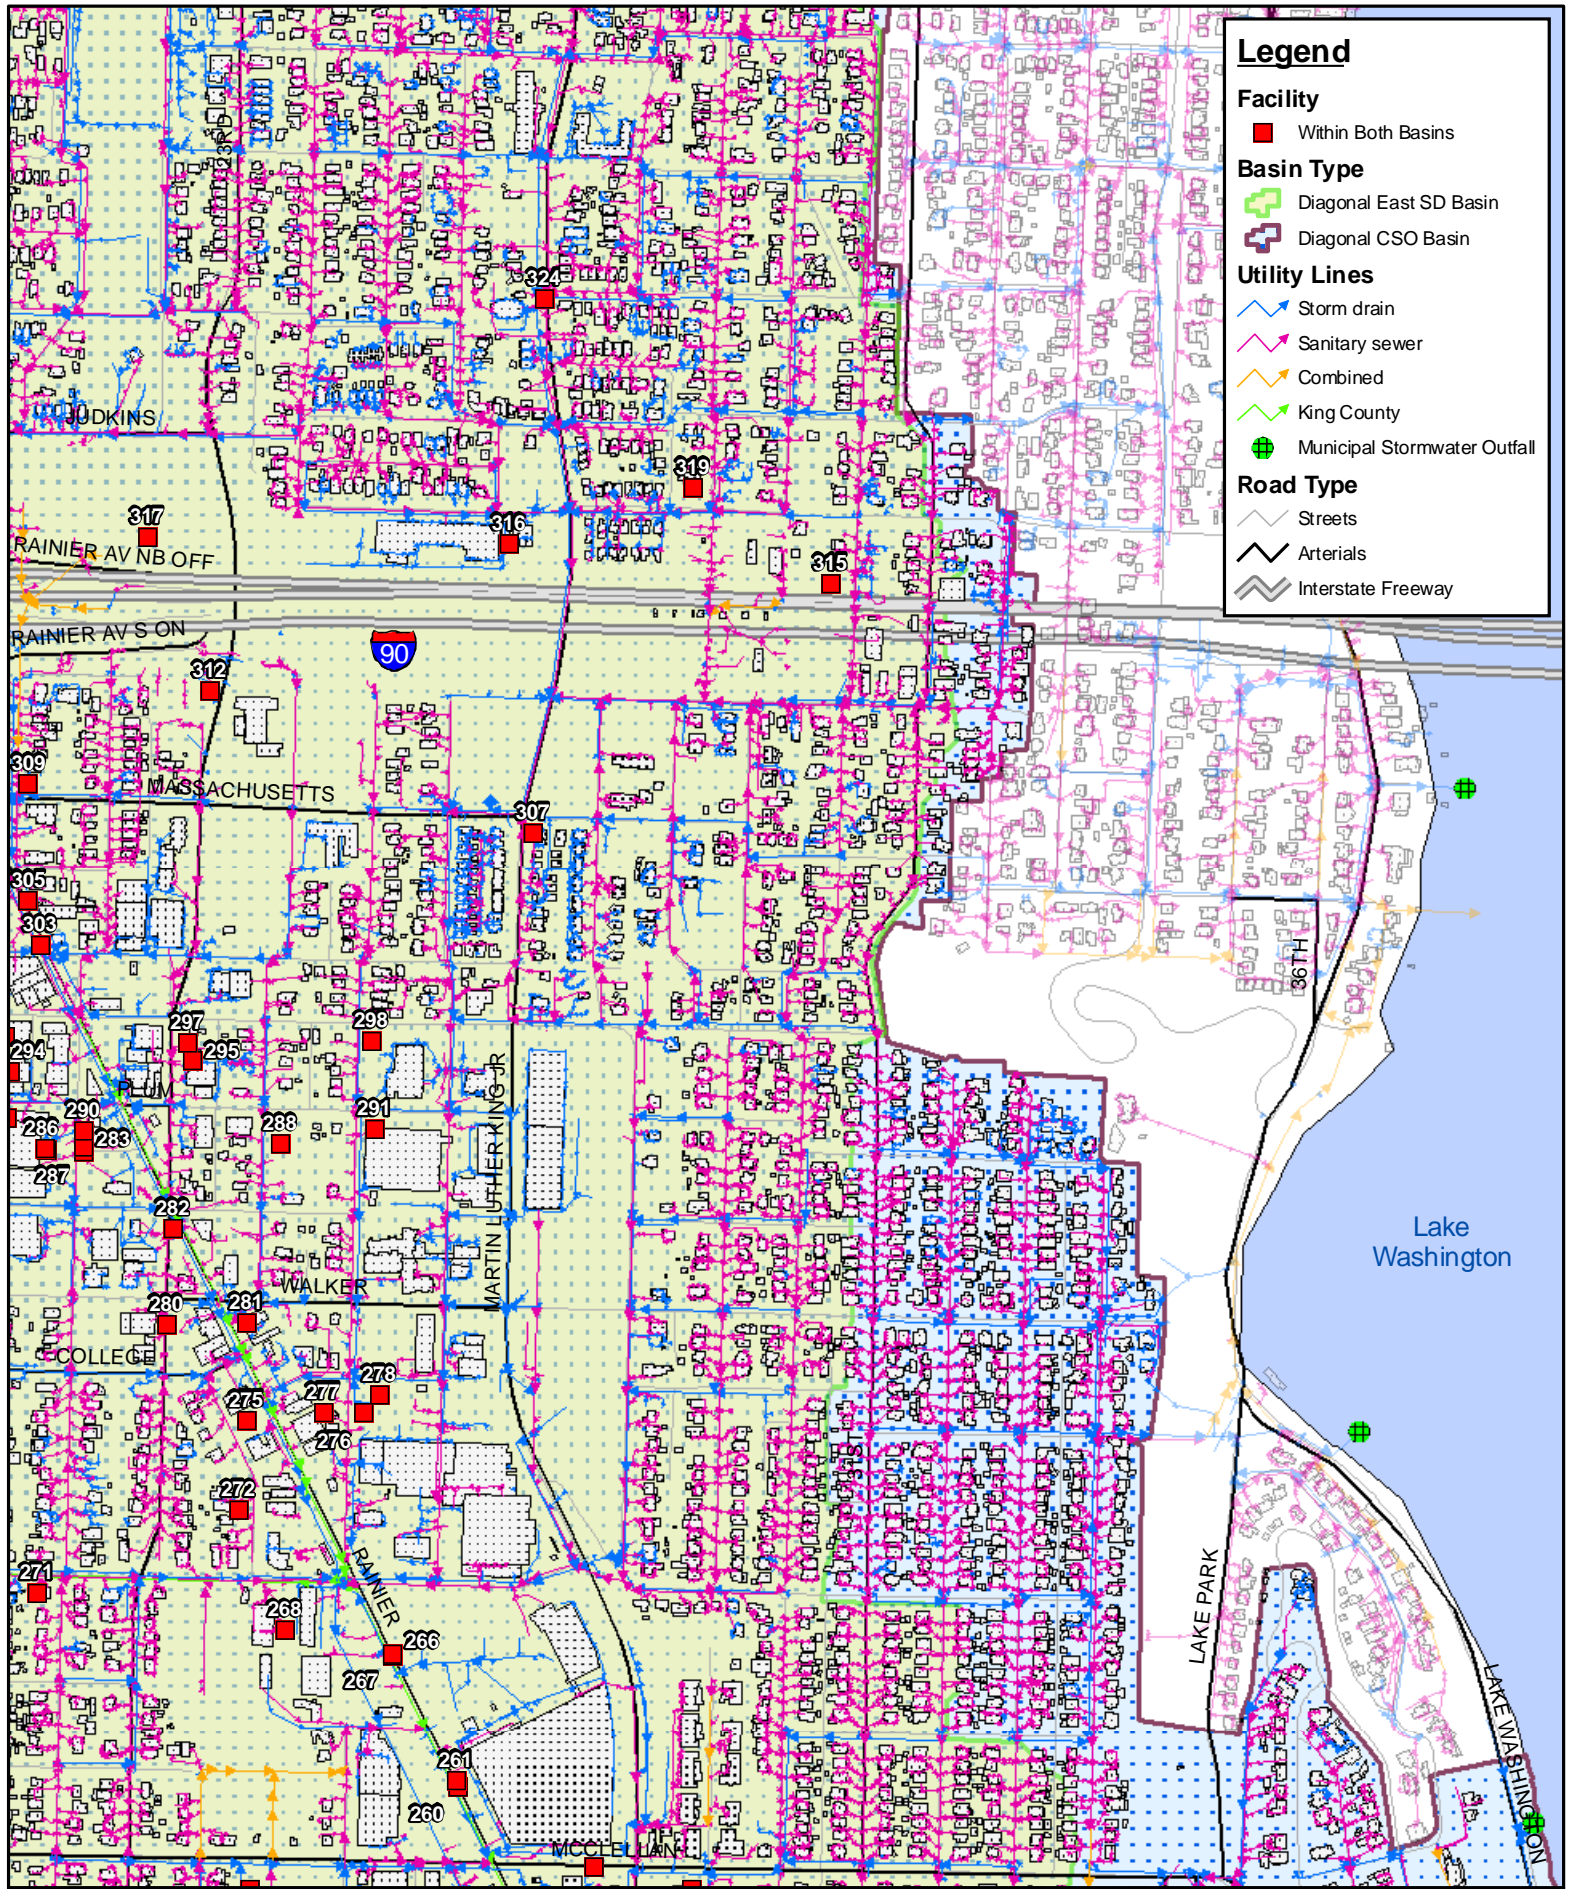 Legend
Facility
Within Both Basins
Basin Type
Diagonal East SD Basin
Diagonal CSO Basin
Utility Lines
Storm drain
Sanitary sewer
Combined
King County
Municipal Stormwater Outfall
Road Type
Streets
Arterials
Interstate Freeway
23RD
324
JUDKINS
319
317
316
RAINIER AV NB OFF
315
RAINIER AV S ON
90
312
309
MASSACHUSETTS
307
305
303
36TH
297
298
294
295
PLUM
MARTIN LUTHER KING JR
290
291
286
283
288
287
282
Lake
Washington
WALKER
280
281
COLLEGE
278
275
277
276
31ST
272
RAINIER
271
LAKE PARK
268
266
267
LAKE WASHINGTON
261
260
MCCLELLAN